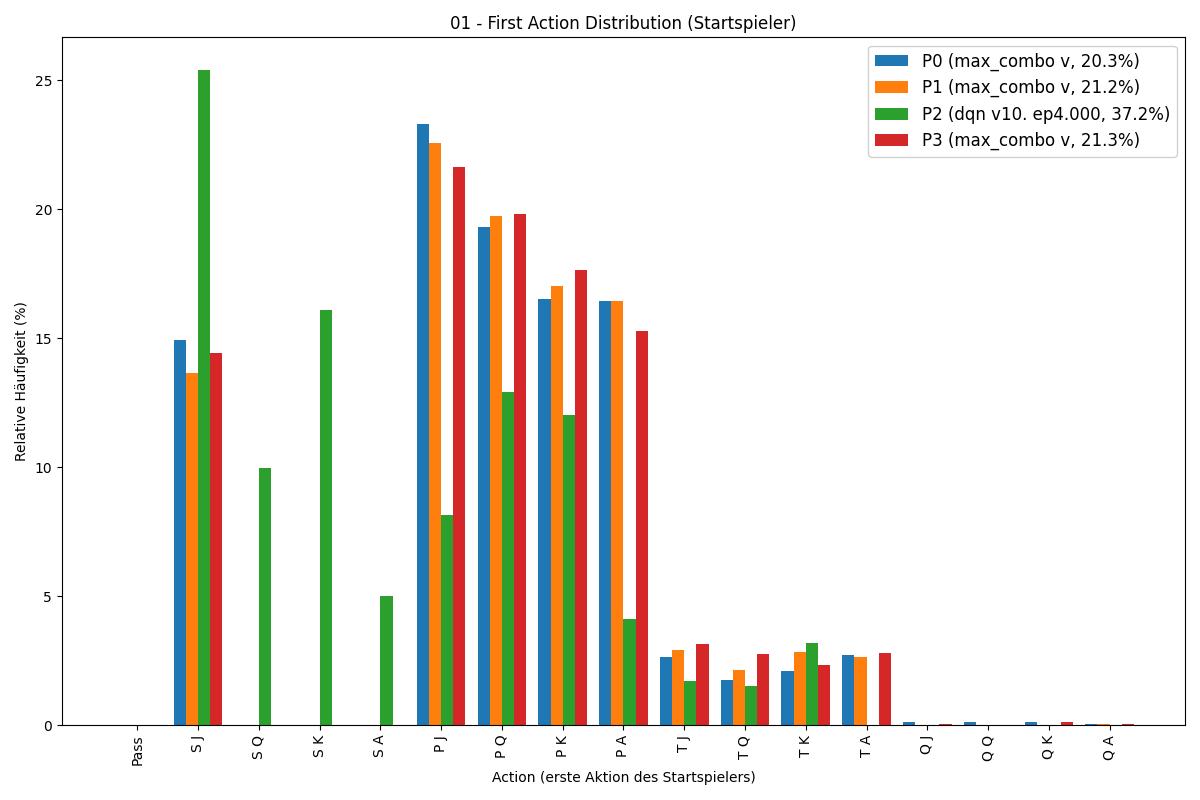 01 - First Action Distribution (Startspieler)
P0 (max_combo v, 20.3%)
P1 (max_combo v, 21.2%)
P2 (dqn v10. ep4.000, 37.2%)
P3 (max_combo v, 21.3%)
Relative Häufigkeit (%)
25
20
15
10
5
0
Pass
S J
S Q
S K
S A
P J
P Q
P K
P A
T J
T Q
T K
T A
Q J
Q Q
Q K
Q A
Action (erste Aktion des Startspielers)